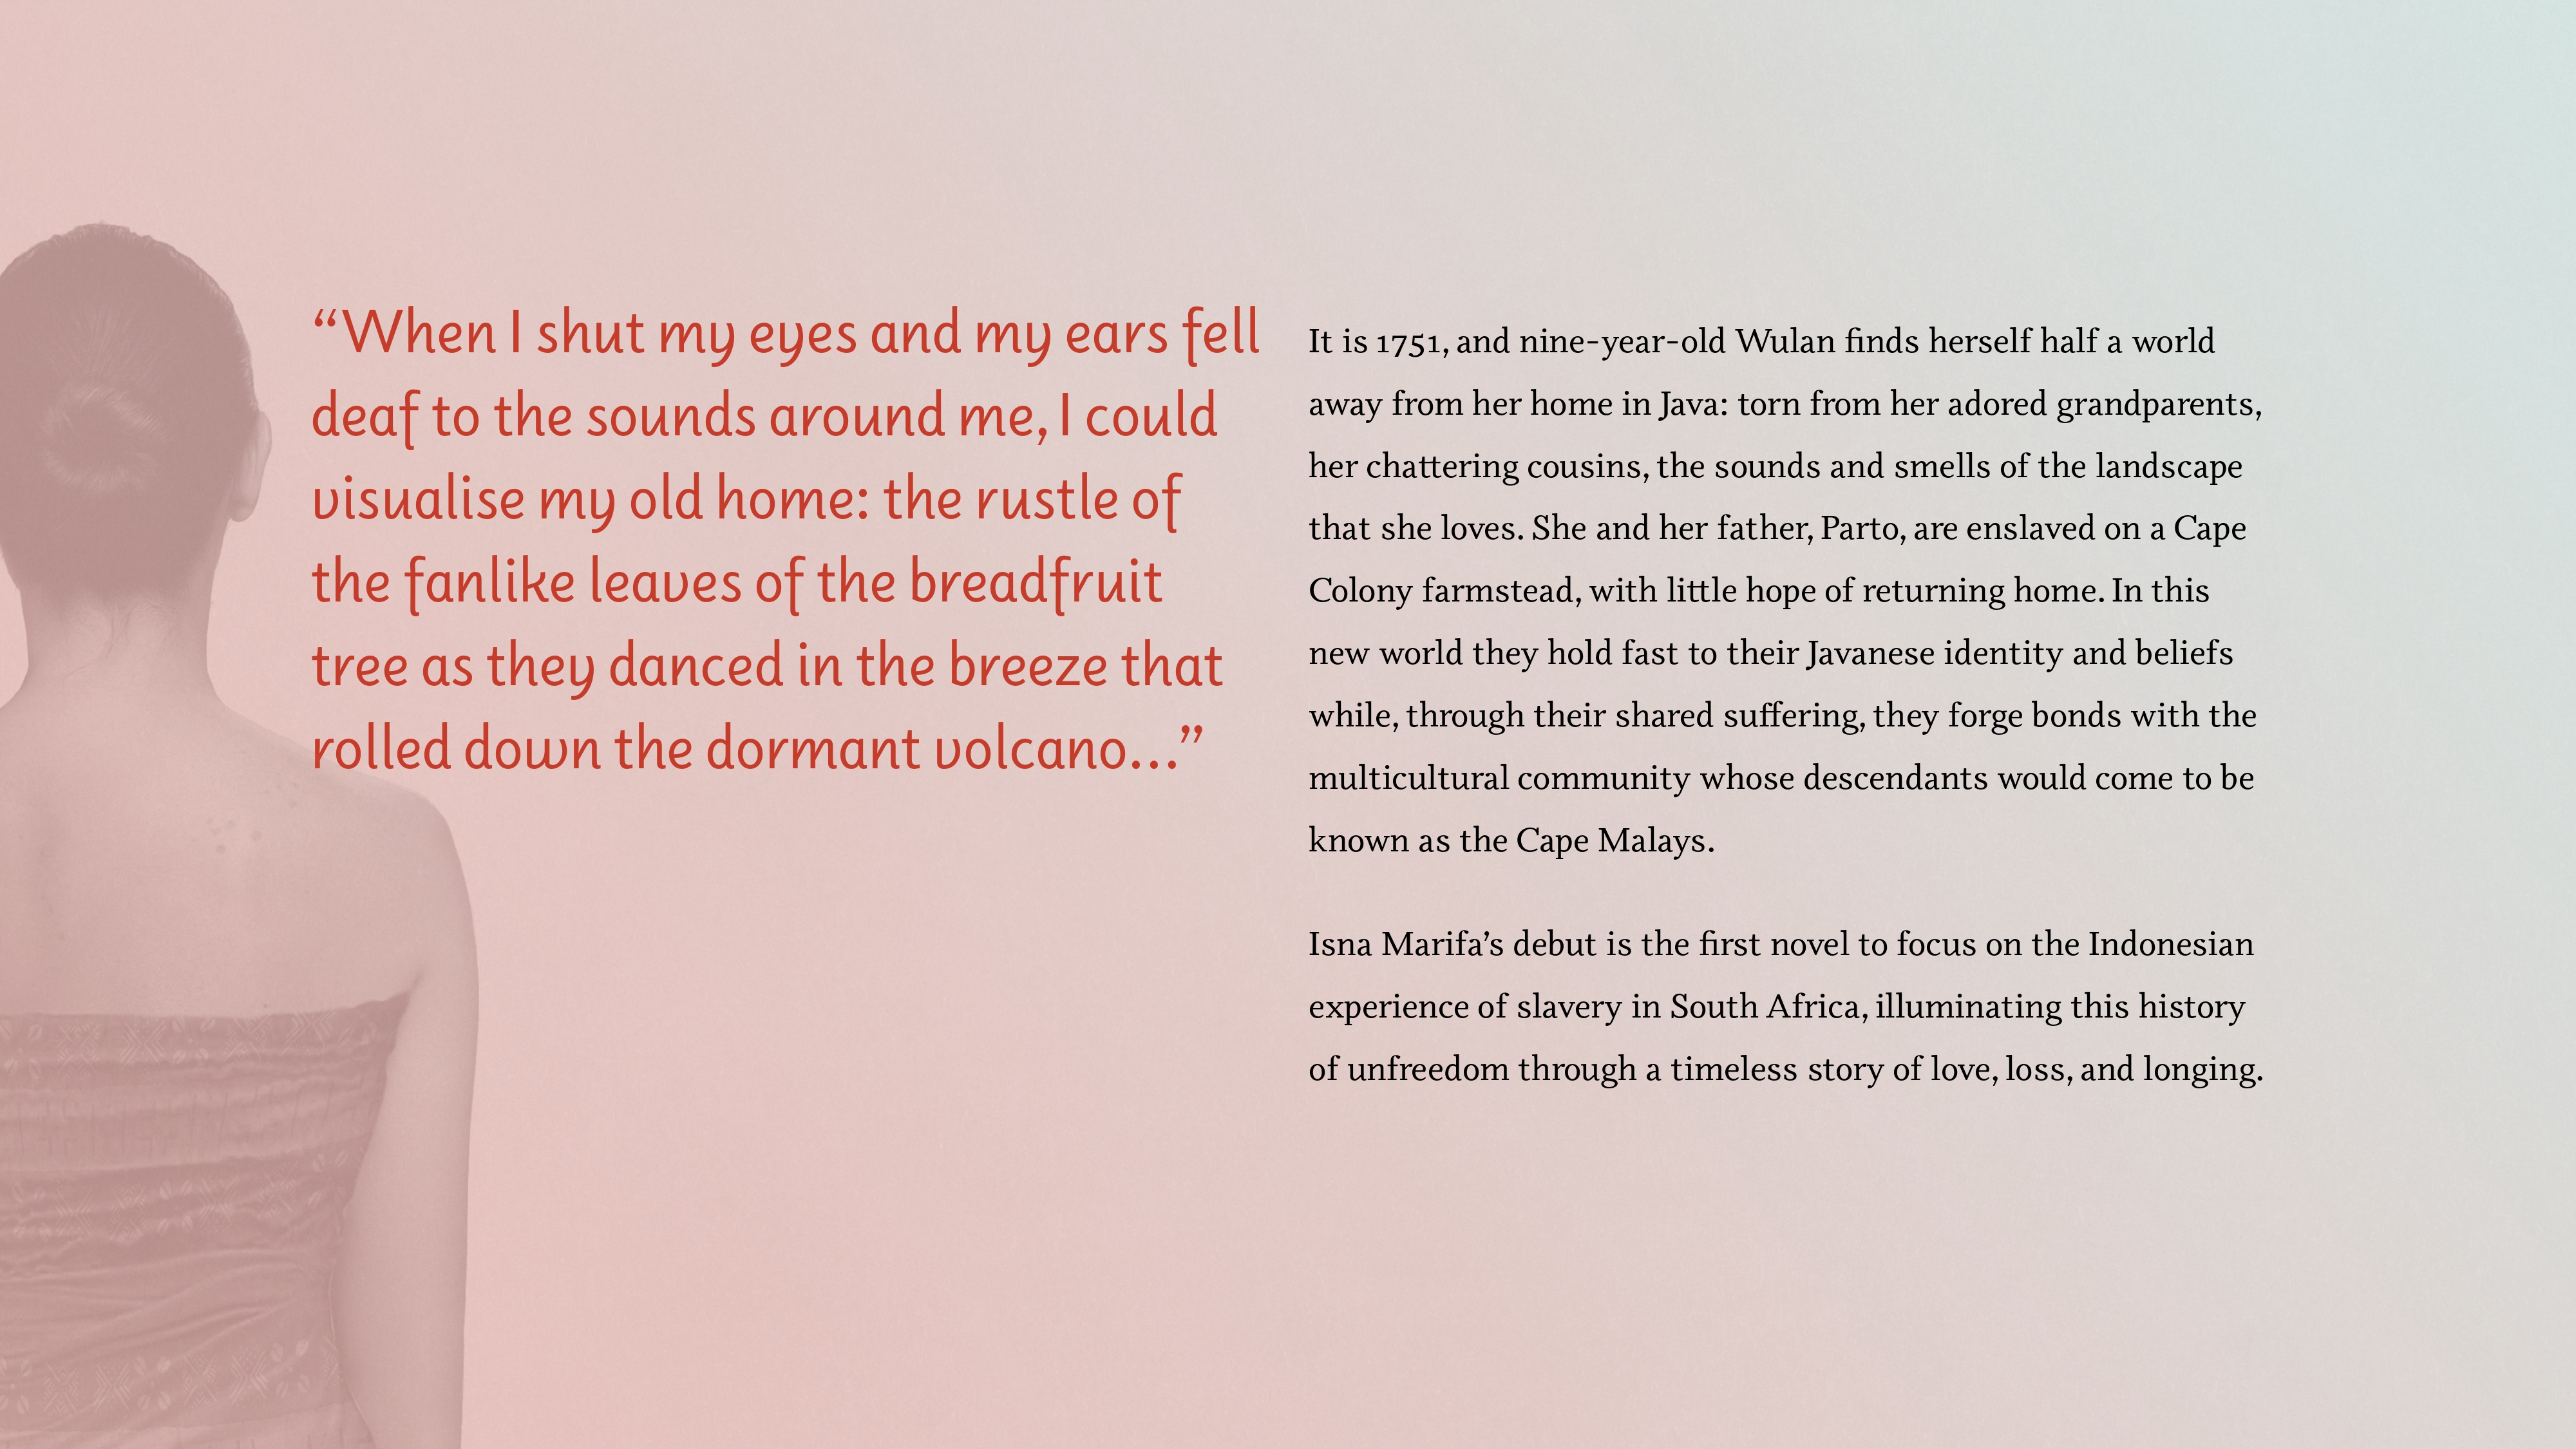 “When I shut my eyes and my ears fell
deaf to the sounds around me, I could
visualise my old home: the rustle of
the fanlike leaves of the breadfruit
tree as they danced in the breeze that
rolled down the dormant volcano…”
It is 1751, and nine-year-old Wulan finds herself half a world
away from her home in Java: torn from her adored grandparents,
her chattering cousins, the sounds and smells of the landscape
that she loves. She and her father, Parto, are enslaved on a Cape
Colony farmstead, with little hope of returning home. In this
new world they hold fast to their Javanese identity and beliefs
while, through their shared suffering, they forge bonds with the
multicultural community whose descendants would come to be
known as the Cape Malays.
Isna Marifa’s debut is the first novel to focus on the Indonesian
experience of slavery in South Africa, illuminating this history
of unfreedom through a timeless story of love, loss, and longing.